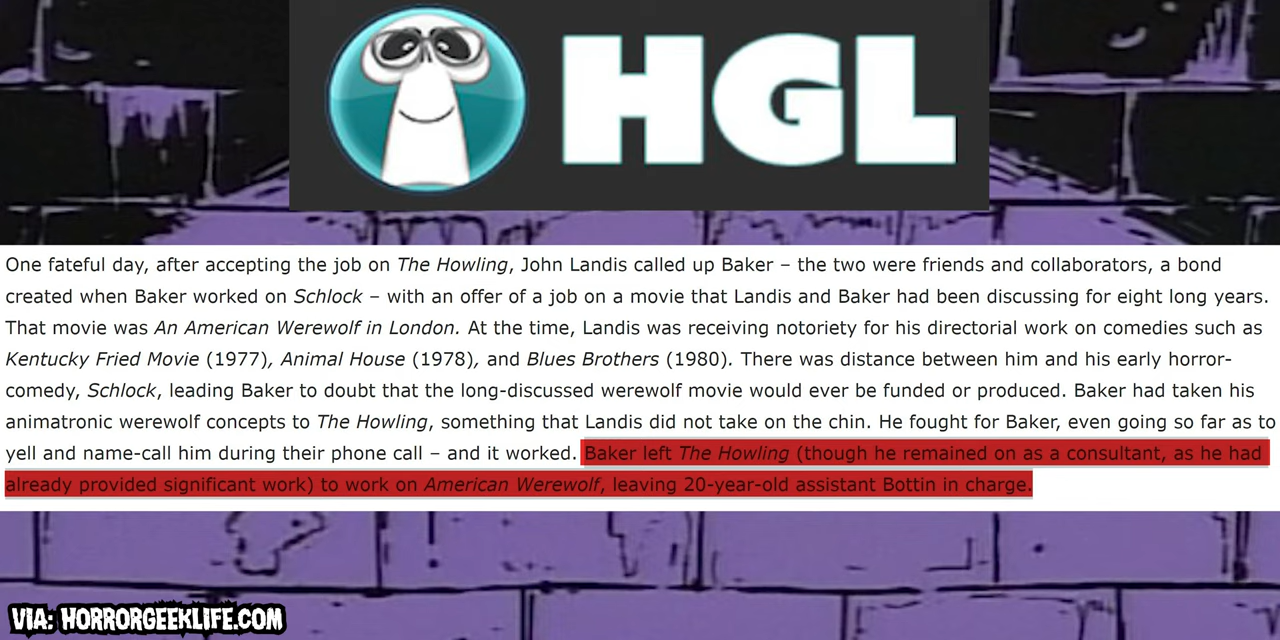 HGL
One fateful day, after accepting the job on The Howling, John Landis called up Baker – the two were friends and collaborators, a bond
created when Baker worked on Schlock – with an offer of a job on a movie that Landis and Baker had been discussing for eight long years.
That movie was An American Werewolf in London. At the time, Landis was receiving notoriety for his directorial work on comedies such as
Kentucky Fried Movie (1977), Animal House (1978), and Blues Brothers (1980). There was distance between him and his early horror-
comedy, Schlock, leading Baker to doubt that the long-discussed werewolf movie would ever be funded or produced. Baker had taken his
animatronic werewolf concepts to The Howling, something that Landis did not take on the chin. He fought for Baker, even going so far as to
yell and name-call him during their phone call – and it worked. Baker left The Howling (though he remained on as a consultant, as he had
already provided significant work) to work on American Werewolf, leaving 20-year-old assistant Bottin in charge.
VIA: HORRORGEEKLIFE.COM